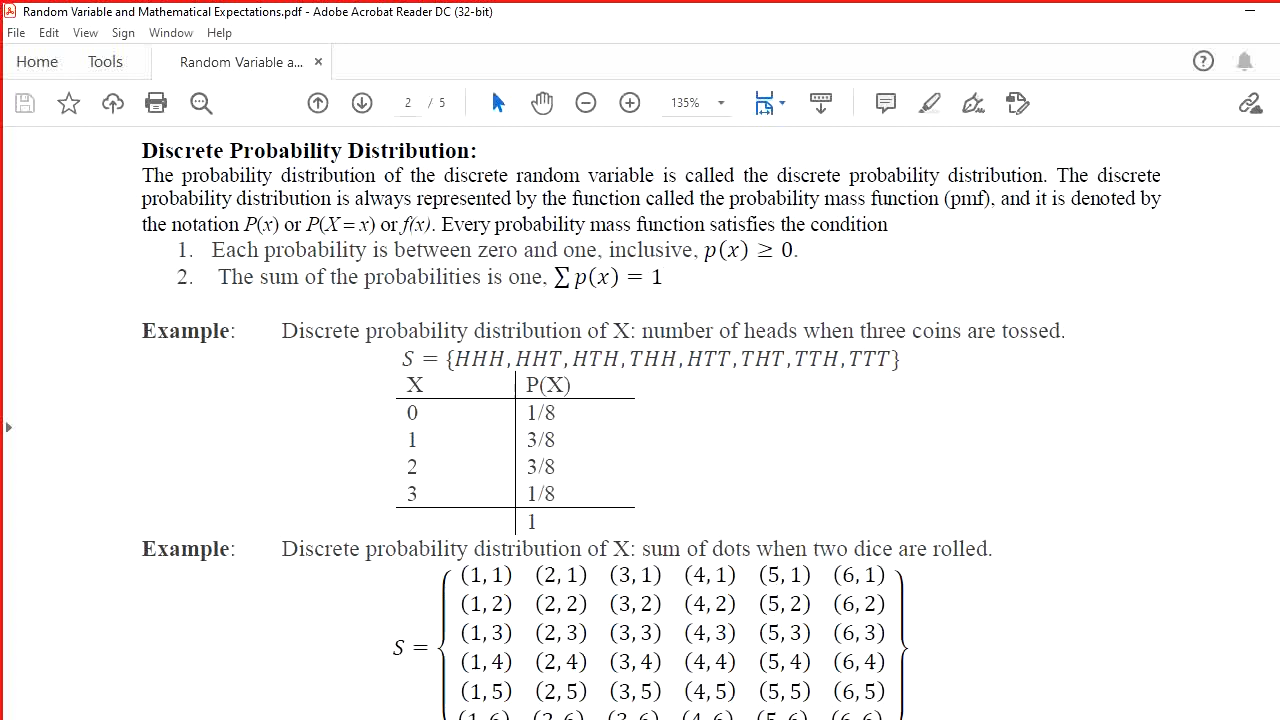 Random Variable and Mathematical Expectations.pdf - Adobe Acrobat Reader DC (32-bit)
File Edit View Sign Window Help
Home Tools Random Variable a... ×
2 / 5 135%
Discrete Probability Distribution:
The probability distribution of the discrete random variable is called the discrete probability distribution. The discrete
probability distribution is always represented by the function called the probability mass function (pmf), and it is denoted by
the notation P(x) or P(X = x) or f(x). Every probability mass function satisfies the condition
1. Each probability is between zero and one, inclusive, p(x) ≥ 0.
2. The sum of the probabilities is one, ∑ p(x) = 1
Example: Discrete probability distribution of X: number of heads when three coins are tossed.
S = {HHH, HHT, HTH, THH, HTT, THT, TTH, TTT}
X P(X)
0 1/8
1 3/8
2 3/8
3 1/8
1
Example: Discrete probability distribution of X: sum of dots when two dice are rolled.
(1, 1) (2, 1) (3, 1) (4, 1) (5, 1) (6, 1)
(1, 2) (2, 2) (3, 2) (4, 2) (5, 2) (6, 2)
(1, 3) (2, 3) (3, 3) (4, 3) (5, 3) (6, 3)
S =
(1, 4) (2, 4) (3, 4) (4, 4) (5, 4) (6, 4)
(1, 5) (2, 5) (3, 5) (4, 5) (5, 5) (6, 5)